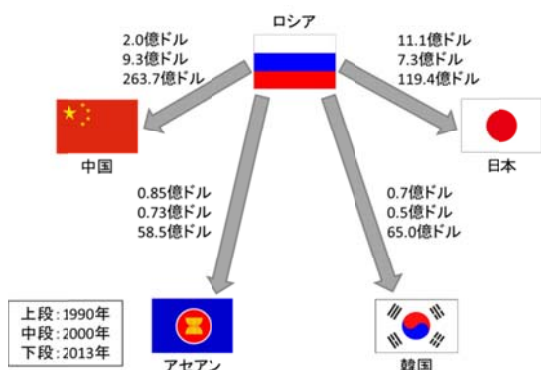 ロシア
2.0億ドル
9.3億ドル
263.7億ドル
11.1億ドル
7.3億ドル
119.4億ドル
中国
日本
0.85億ドル
0.73億ドル
58.5億ドル
0.7億ドル
0.5億ドル
65.0億ドル
上段:1990年
中段:2000年
下段:2013年
アセアン
韓国